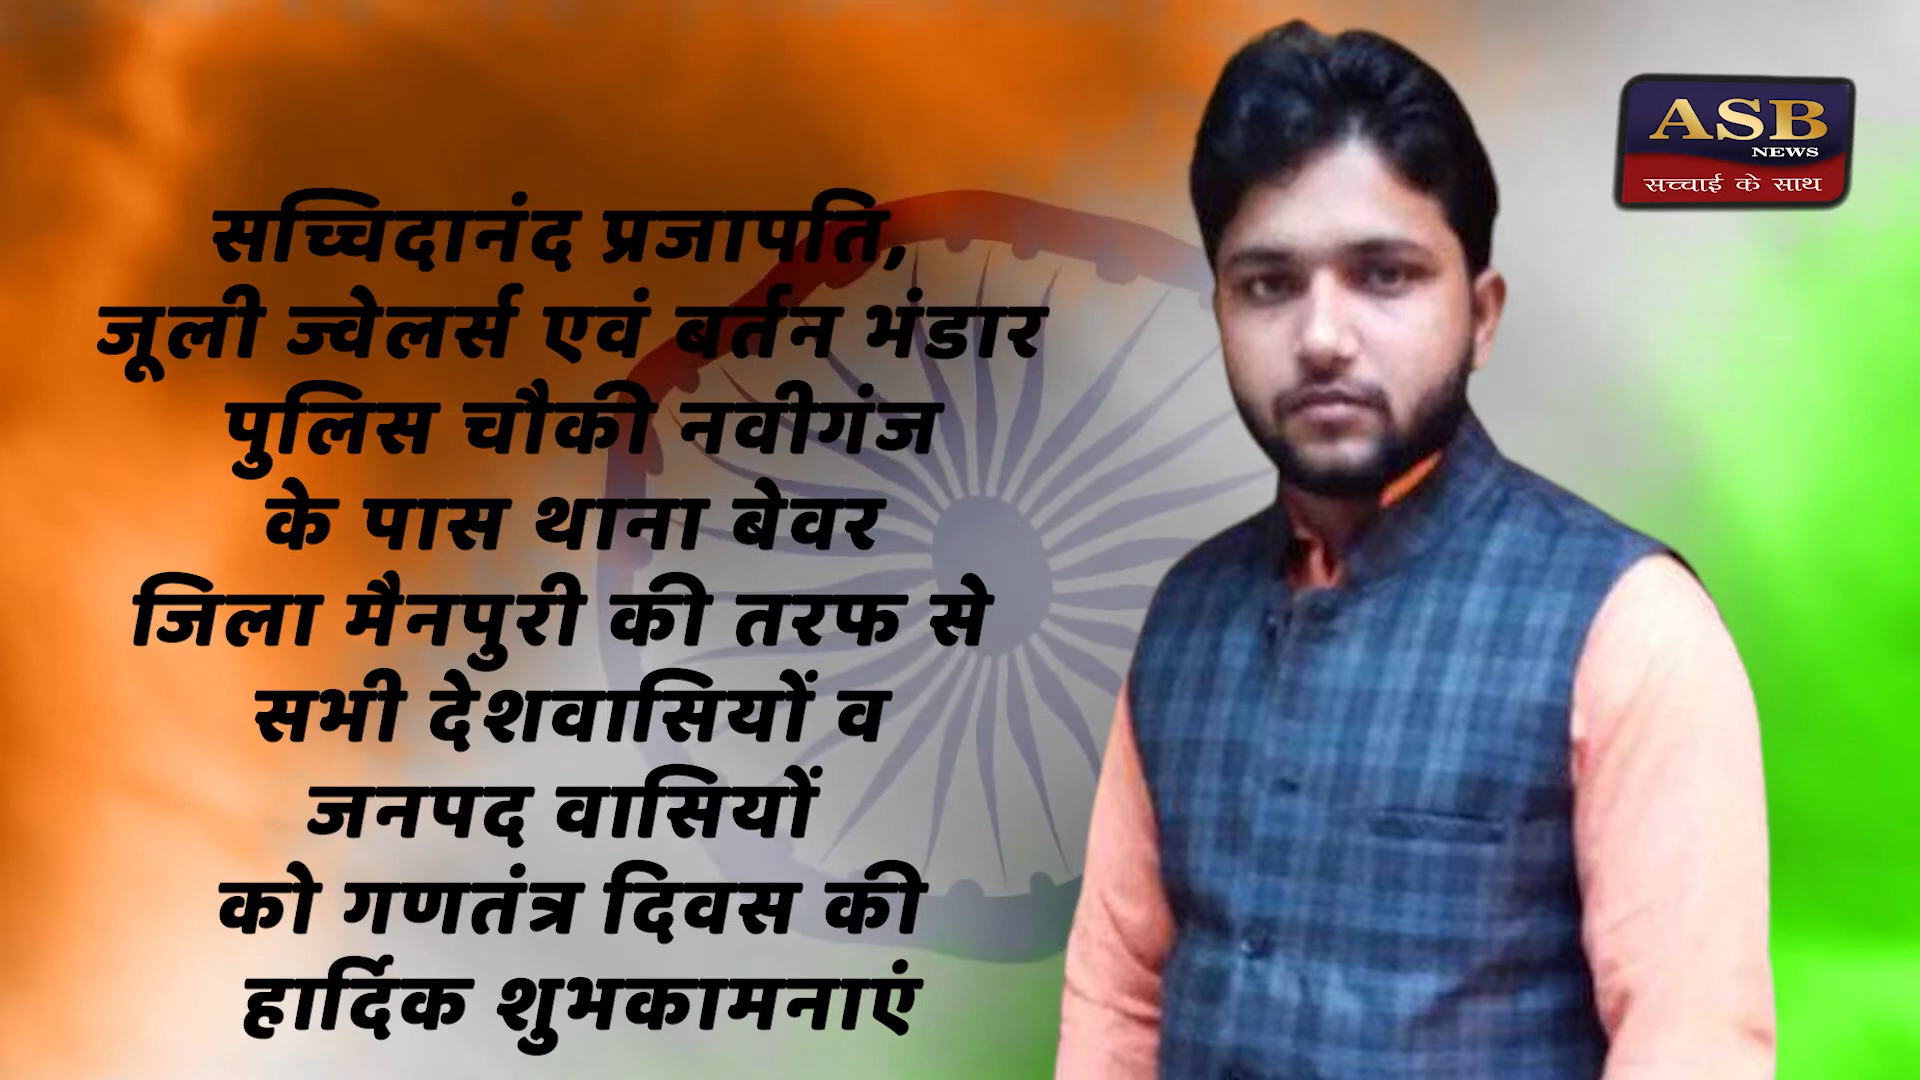 सच्चिदानंद प्रजापति,
जूली ज्वेलर्स एवं बर्तन भंडार
पुलिस चौकी नवीगंज
के पास थाना बेवर
जिला मैनपुरी की तरफ से
सभी देशवासियों व
जनपद वासियों
को गणतंत्र दिवस की
हार्दिक शुभकामनाएं
ASB
NEWS
सच्चाई के साथ